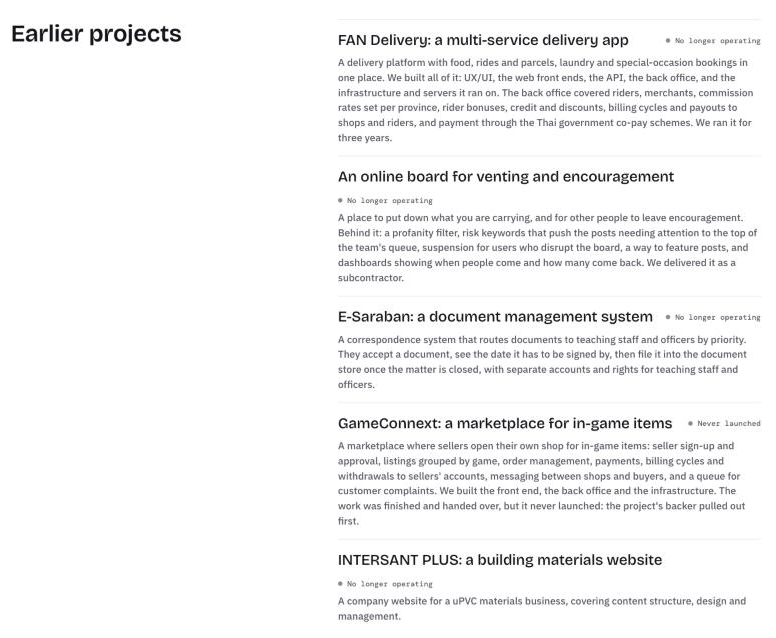 Earlier projects
FAN Delivery: a multi-service delivery app
No longer operating
A delivery platform with food, rides and parcels, laundry and special-occasion bookings in
one place. We built all of it: UX/UI, the web front ends, the API, the back office, and the
infrastructure and servers it ran on. The back office covered riders, merchants, commission
rates set per province, rider bonuses, credit and discounts, billing cycles and payouts to
shops and riders, and payment through the Thai government co-pay schemes. We ran it for
three years.
An online board for venting and encouragement
No longer operating
A place to put down what you are carrying, and for other people to leave encouragement.
Behind it: a profanity filter, risk keywords that push the posts needing attention to the top of
the team's queue, suspension for users who disrupt the board, a way to feature posts, and
dashboards showing when people come and how many come back. We delivered it as a
subcontractor.
E-Saraban: a document management system
No longer operating
A correspondence system that routes documents to teaching staff and officers by priority.
They accept a document, see the date it has to be signed by, then file it into the document
store once the matter is closed, with separate accounts and rights for teaching staff and
officers.
GameConnext: a marketplace for in-game items
Never launched
A marketplace where sellers open their own shop for in-game items: seller sign-up and
approval, listings grouped by game, order management, payments, billing cycles and
withdrawals to sellers' accounts, messaging between shops and buyers, and a queue for
customer complaints. We built the front end, the back office and the infrastructure. The
work was finished and handed over, but it never launched: the project's backer pulled out
first.
INTERSANT PLUS: a building materials website
No longer operating
A company website for a uPVC materials business, covering content structure, design and
management.